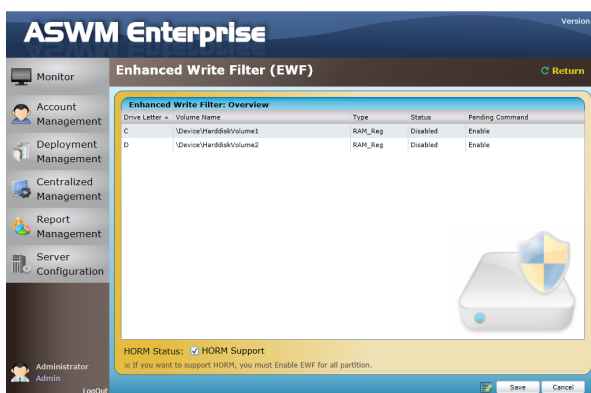 Version
ASWM Enterprise
Monitor
Account Management
Deployment Management
Centralized Management
Report Management
Server Configuration
Administrator
Admin
LogOut
Enhanced Write Filter (EWF)
Return
Enhanced Write Filter: Overview
Drive Letter Volume Name Type Status Pending Command
C \Device\HarddiskVolume1 RAM_Reg Disabled Enable
D \Device\HarddiskVolume2 RAM_Reg Disabled Enable
HORM Status: HORM Support
※ If you want to support HORM, you must Enable EWF for all partition.
Save Cancel